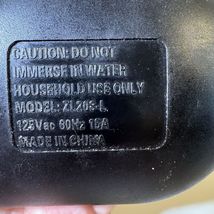 CAUTION: DO NOT
IMMERSE IN WATER
HOUSEHOLD USE ONLY
MODEL: ZL203-L
125Vac 60Hz 15A
MADE IN CHINA